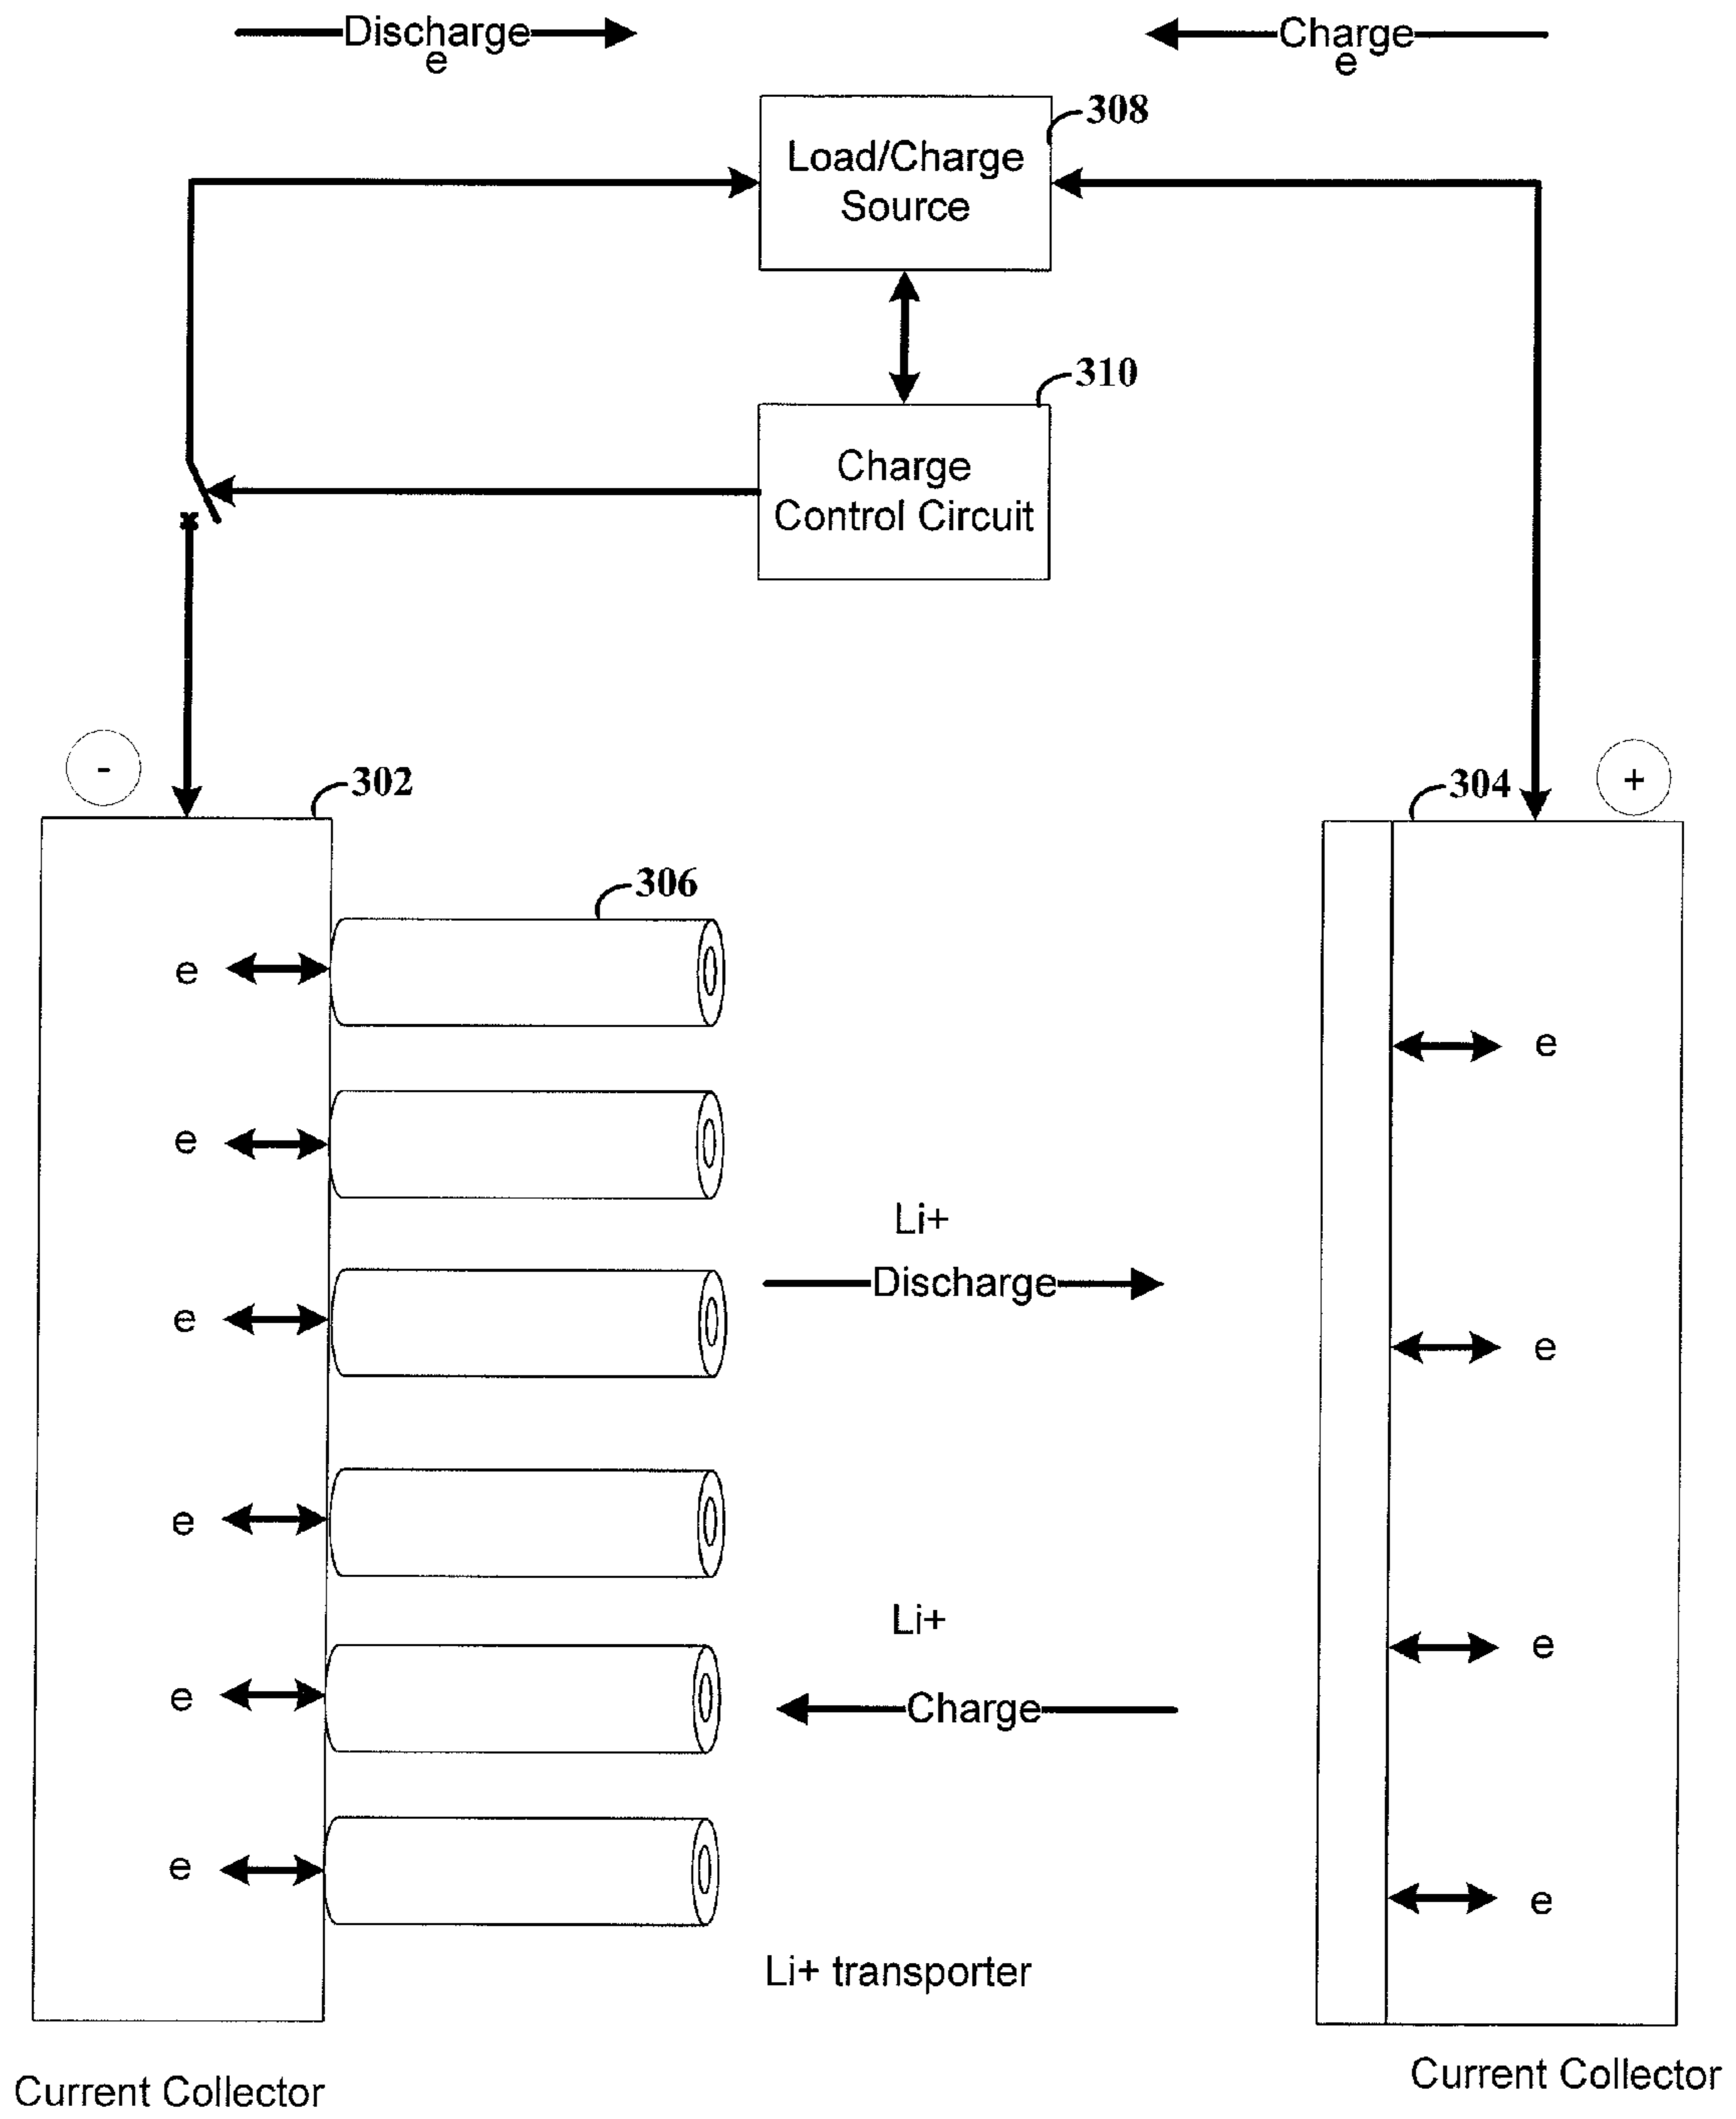 Discharge
e
Charge
e
308
Load/Charge
Source
310
Charge
Control Circuit
-
302
304
+
306
e
e
e
e
Li+
Discharge
e
e
e
Li+
e
e
Charge
e
Li+ transporter
Current Collector
Current Collector